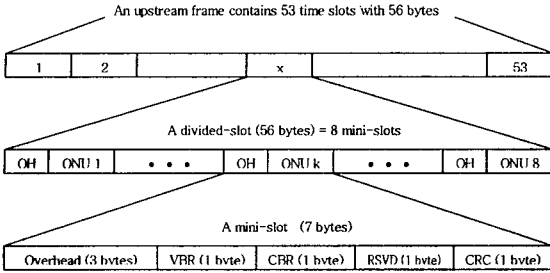 An upstream frame contains 53 time slots with 56 bytes
1 2 x 53
A divided-slot (56 bytes) = 8 mini-slots
OH ONU 1 • • • OH ONU k • • • OH ONU 8
A mini-slot (7 bytes)
Overhead (3 bytes) VBR (1 byte) CBR (1 byte) RSVD (1 byte) CRC (1 byte)